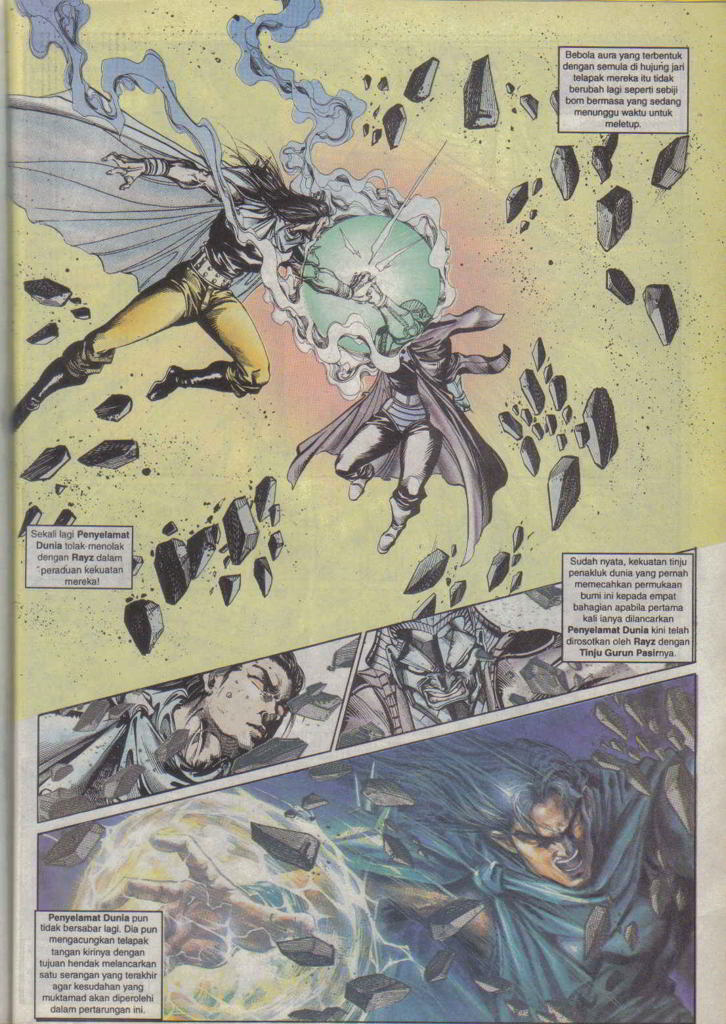 Bebola aura yang terbentuk
dengan semula di hujung jari
telapak mereka itu tidak
berubah lagi seperti sebiji
bom bermasa yang sedang
menunggu waktu untuk
meletup.
Sekali lagi Penyelamat
Dunia tolak-menolak
dengan Rayz dalam
peraduan kekuatan
mereka!
Sudah nyata, kekuatan tinju
penakluk dunia yang pernah
memecahkan permukaan
bumi ini kepada empat
bahagian apabila pertama
kali ianya dilancarkan
Penyelamat Dunia kini telah
dirosotkan oleh Rayz dengan
Tinju Gurun Pasirnya.
Penyelamat Dunia pun
tidak bersabar lagi. Dia pun
mengacungkan telapak
tangan kirinya dengan
tujuan hendak melancarkan
satu serangan yang terakhir
agar kesudahan yang
muktamad akan diperolehi
dalam pertarungan ini.